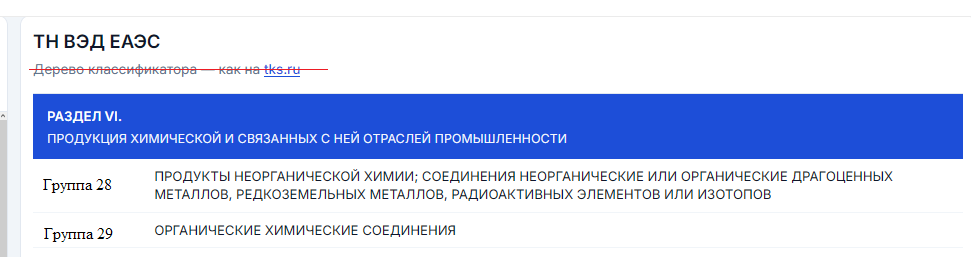 ТН ВЭД ЕАЭС
Дерево классификатора — как на tks.ru
РАЗДЕЛ VI.
ПРОДУКЦИЯ ХИМИЧЕСКОЙ И СВЯЗАННЫХ С НЕЙ ОТРАСЛЕЙ ПРОМЫШЛЕННОСТИ
Группа 28
ПРОДУКТЫ НЕОРГАНИЧЕСКОЙ ХИМИИ; СОЕДИНЕНИЯ НЕОРГАНИЧЕСКИЕ ИЛИ ОРГАНИЧЕСКИЕ ДРАГОЦЕННЫХ
МЕТАЛЛОВ, РЕДКОЗЕМЕЛЬНЫХ МЕТАЛЛОВ, РАДИОАКТИВНЫХ ЭЛЕМЕНТОВ ИЛИ ИЗОТОПОВ
Группа 29
ОРГАНИЧЕСКИЕ ХИМИЧЕСКИЕ СОЕДИНЕНИЯ